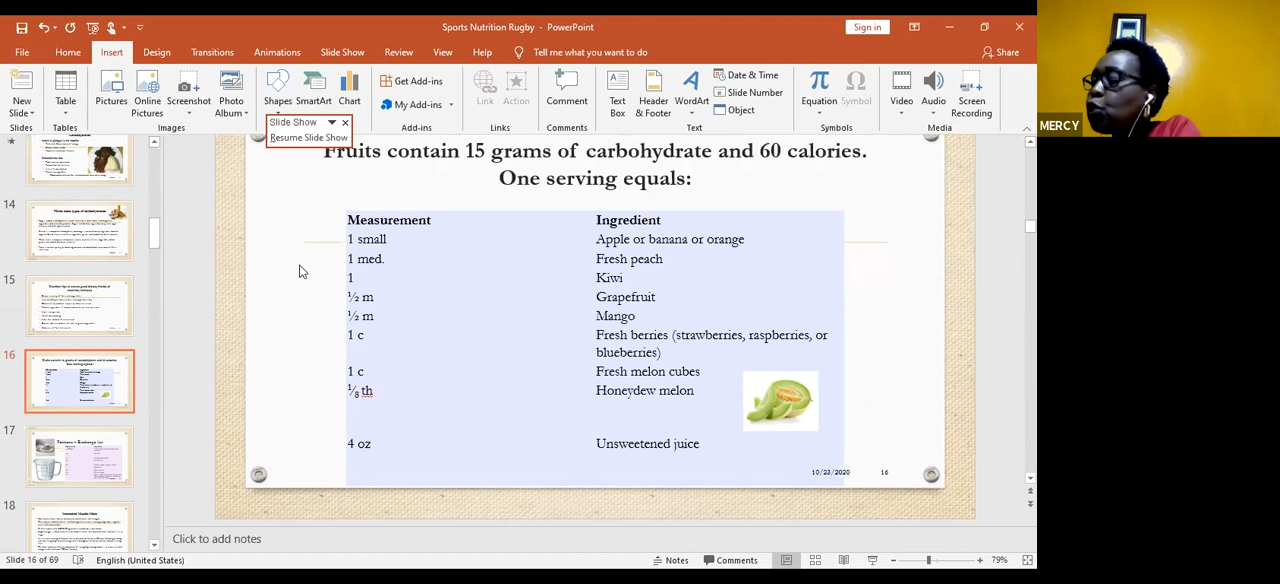 Sports Nutrition Rugby - PowerPoint
Sign in
File Home Insert Design Transitions Animations Slide Show Review View Help Tell me what you want to do Share
New Slide
Table
Pictures
Online Pictures
Screenshot
Photo Album
Shapes
SmartArt
Chart
Get Add-ins
My Add-ins
Link
Action
Comment
Text Box
Header & Footer
WordArt
Date & Time
Slide Number
Object
Equation
Symbol
Video
Audio
Screen Recording
Slides Tables Images Add-ins Links Comments Text Symbols Media
Slide Show
Resume Slide Show
MERCY
14
15
16
17
18
Fruits contain 15 grams of carbohydrate and 60 calories.
One serving equals:
Measurement Ingredient
1 small Apple or banana or orange
1 med. Fresh peach
1 Kiwi
½ m Grapefruit
½ m Mango
1 c Fresh berries (strawberries, raspberries, or
blueberries)
1 c Fresh melon cubes
⅛ th Honeydew melon
4 oz Unsweetened juice
10/23/2020 16
Click to add notes
Slide 16 of 69 English (United States) Notes Comments 79%